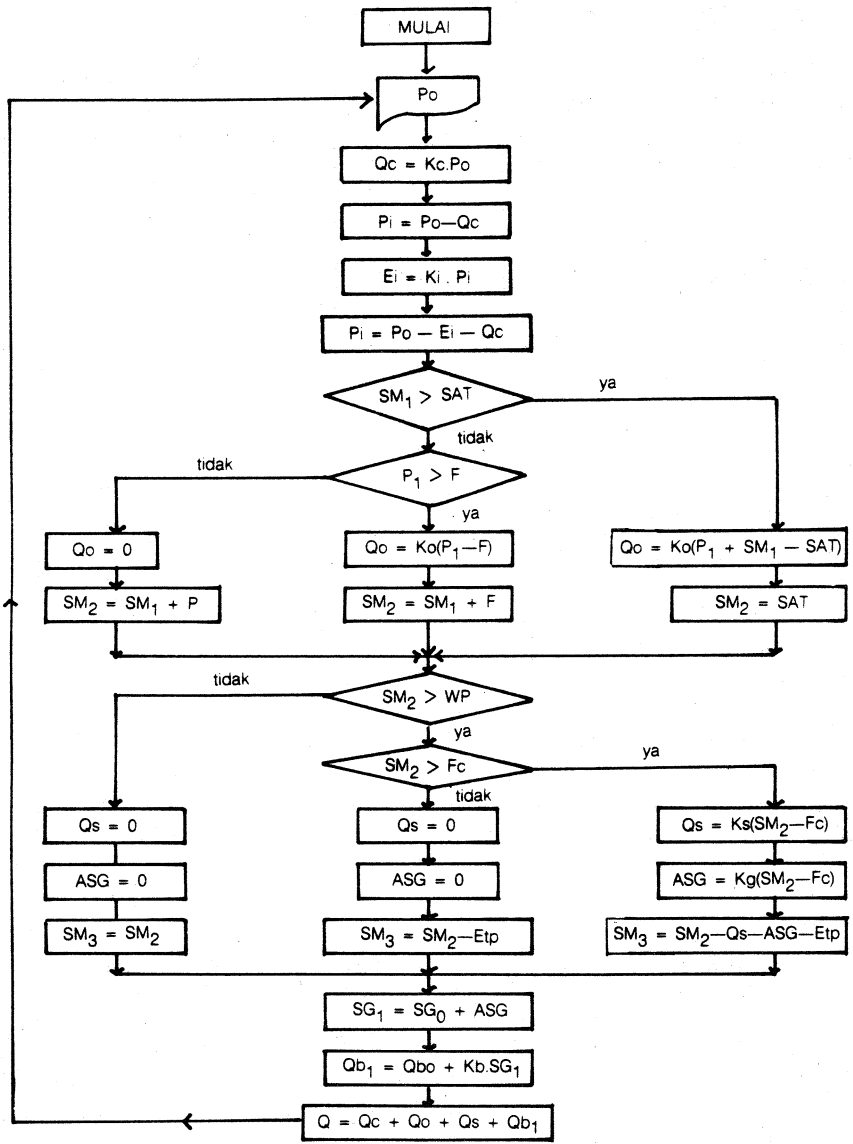 MULAI
Po
Qc = Kc.Po
Pi = Po—Qc
Ei = Ki . Pi
Pi = Po — Ei — Qc
SM₁ > SAT
ya
tidak
P₁ > F
tidak
ya
Qo = 0
Qo = Ko(P₁—F)
Qo = Ko(P₁ + SM₁ — SAT)
SM₂ = SM₁ + P
SM₂ = SM₁ + F
SM₂ = SAT
SM₂ > WP
tidak
ya
SM₂ > Fc
ya
tidak
Qs = 0
Qs = 0
Qs = Ks(SM₂—Fc)
ASG = 0
ASG = 0
ASG = Kg(SM₂—Fc)
SM₃ = SM₂
SM₃ = SM₂—Etp
SM₃ = SM₂—Qs—ASG—Etp
SG₁ = SG₀ + ASG
Qb₁ = Qbo + Kb.SG₁
Q = Qc + Qo + Qs + Qb₁